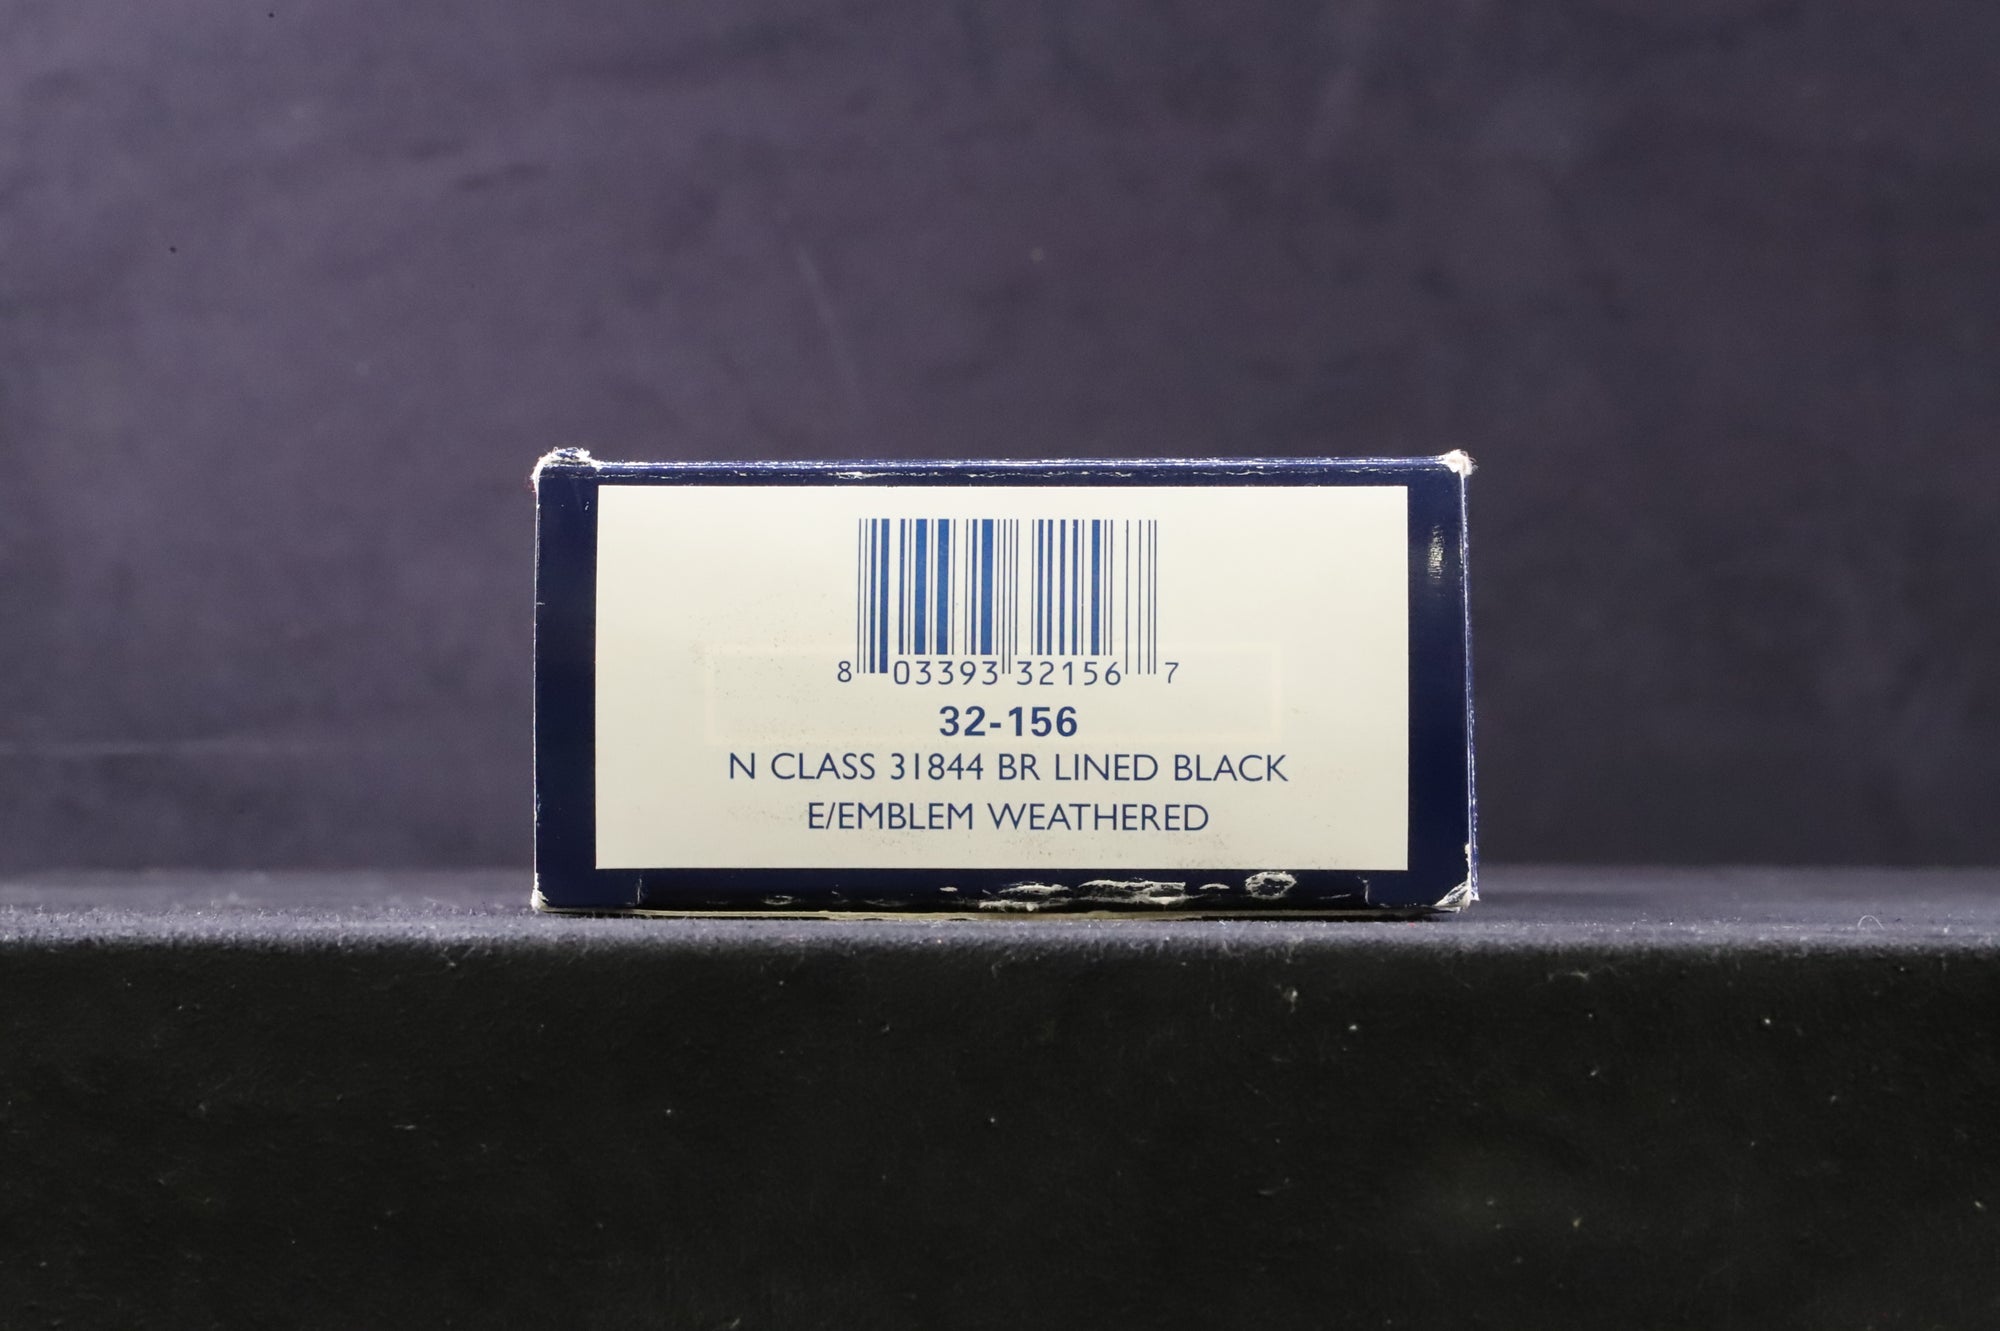 8 03393 32156 7
32-156
N CLASS 31844 BR LINED BLACK
E/EMBLEM WEATHERED